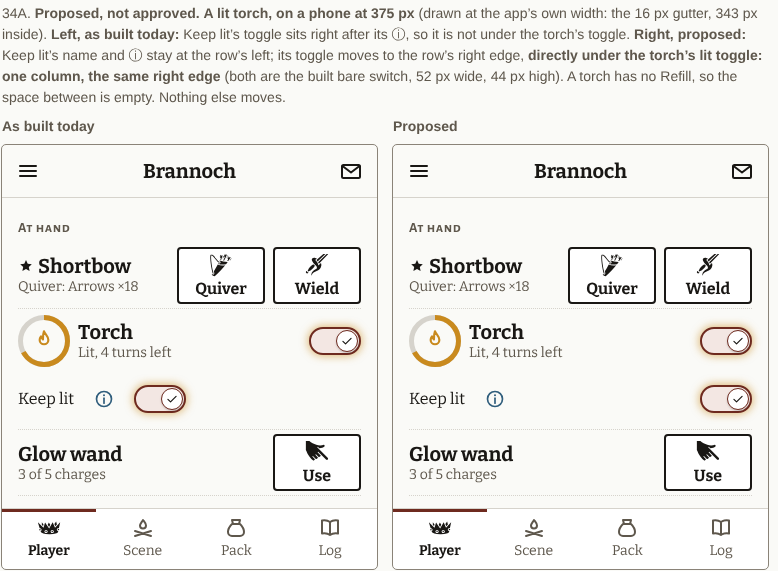 34A. Proposed, not approved. A lit torch, on a phone at 375 px (drawn at the app's own width: the 16 px gutter, 343 px
inside). Left, as built today: Keep lit's toggle sits right after its ⓘ, so it is not under the torch's toggle. Right, proposed:
Keep lit's name and ⓘ stay at the row's left; its toggle moves to the row's right edge, directly under the torch's lit toggle:
one column, the same right edge (both are the built bare switch, 52 px wide, 44 px high). A torch has no Refill, so the
space between is empty. Nothing else moves.
As built today
Brannoch
At hand
Shortbow
Quiver: Arrows ×18
Quiver
Wield
Torch
Lit, 4 turns left
Keep lit
Glow wand
3 of 5 charges
Use
Player
Scene
Pack
Log
Proposed
Brannoch
At hand
Shortbow
Quiver: Arrows ×18
Quiver
Wield
Torch
Lit, 4 turns left
Keep lit
Glow wand
3 of 5 charges
Use
Player
Scene
Pack
Log